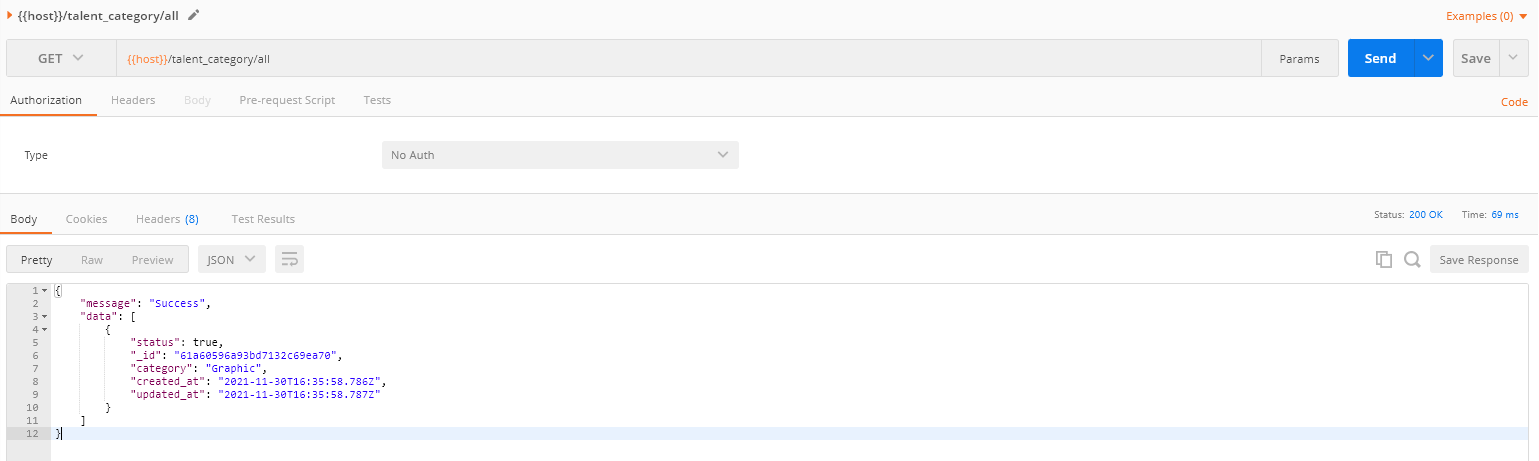 {{host}}/talent_category/all
Examples (0)
GET {{host}}/talent_category/all Params Send Save
Authorization Headers Body Pre-request Script Tests Code
Type No Auth
Body Cookies Headers (8) Test Results Status: 200 OK Time: 69 ms
Pretty Raw Preview JSON Save Response
1 {
2 "message": "Success",
3 "data": [
4 {
5 "status": true,
6 "_id": "61a60596a93bd7132c69ea70",
7 "category": "Graphic",
8 "created_at": "2021-11-30T16:35:58.786Z",
9 "updated_at": "2021-11-30T16:35:58.787Z"
10 }
11 ]
12 }